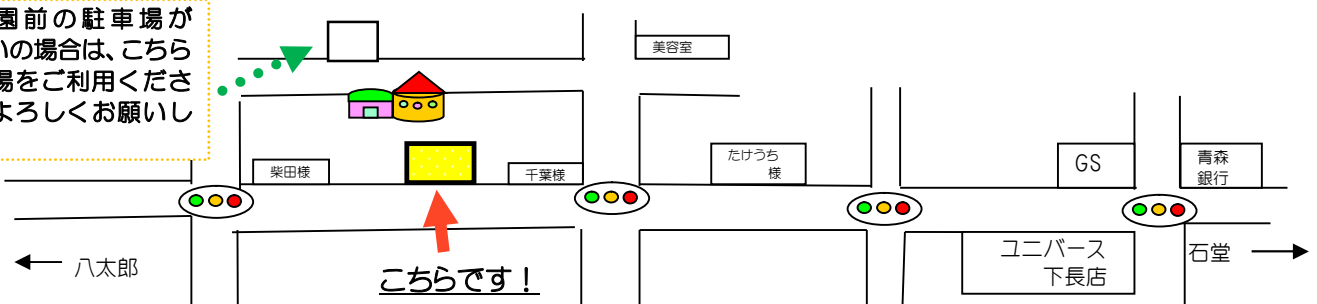 園前の駐車場が
いの場合は、こちら
場をご利用くださ
よろしくお願いし
美容室
柴田様
千葉様
たけうち
様
GS
青森
銀行
八太郎
こちらです！
ユニバース
下長店
石堂